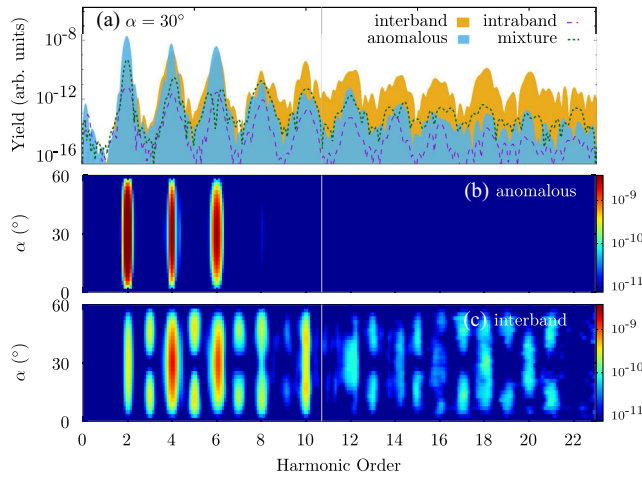 (a) α = 30°
interband intraband
anomalous mixture
Yield (arb. units)
10-8
10-12
10-16
60
(b) anomalous
α (°)
30
0
10-9
10-10
10-11
60
(c) interband
α (°)
30
0
10-9
10-10
10-11
0 2 4 6 8 10 12 14 16 18 20 22
Harmonic Order